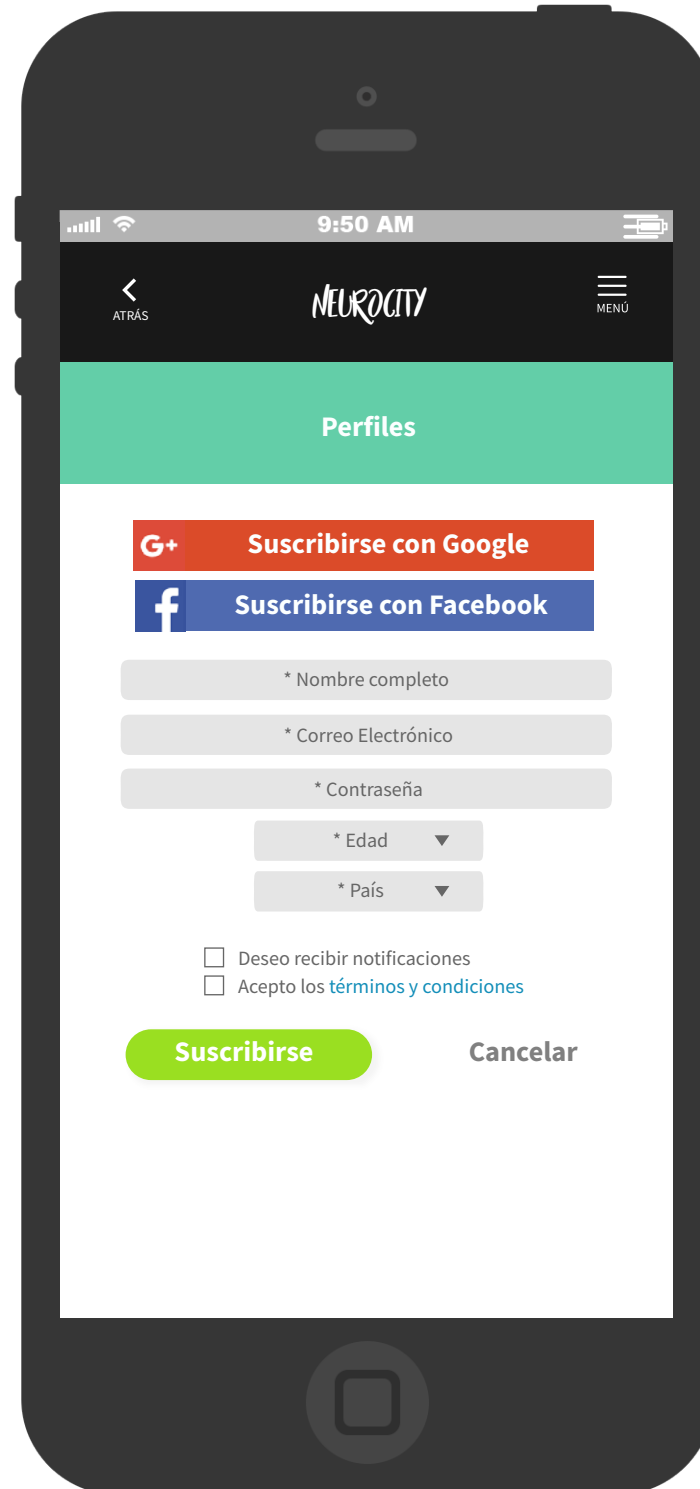 9:50 AM
ATRÁS
NEUROCITY
MENÚ
Perfiles
G+ Suscribirse con Google
f Suscribirse con Facebook
* Nombre completo
* Correo Electrónico
* Contraseña
* Edad
* País
Deseo recibir notificaciones
Acepto los términos y condiciones
Suscribirse
Cancelar